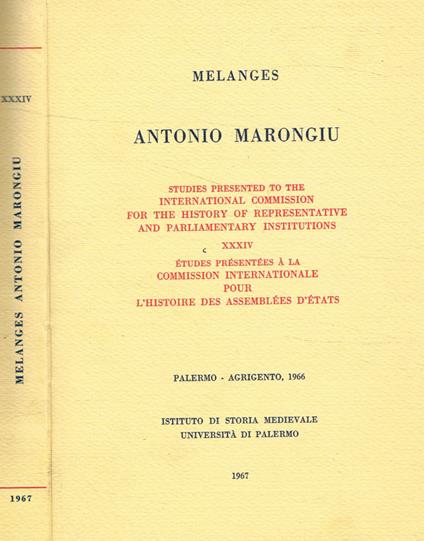 XXXIV
MELANGES ANTONIO MARONGIU
1967
MELANGES
ANTONIO MARONGIU
STUDIES PRESENTED TO THE
INTERNATIONAL COMMISSION
FOR THE HISTORY OF REPRESENTATIVE
AND PARLIAMENTARY INSTITUTIONS
XXXIV
ÉTUDES PRÉSENTÉES À LA
COMMISSION INTERNATIONALE
POUR
L'HISTOIRE DES ASSEMBLÉES D'ÉTATS
PALERMO - AGRIGENTO, 1966
ISTITUTO DI STORIA MEDIEVALE
UNIVERSITÀ DI PALERMO
1967